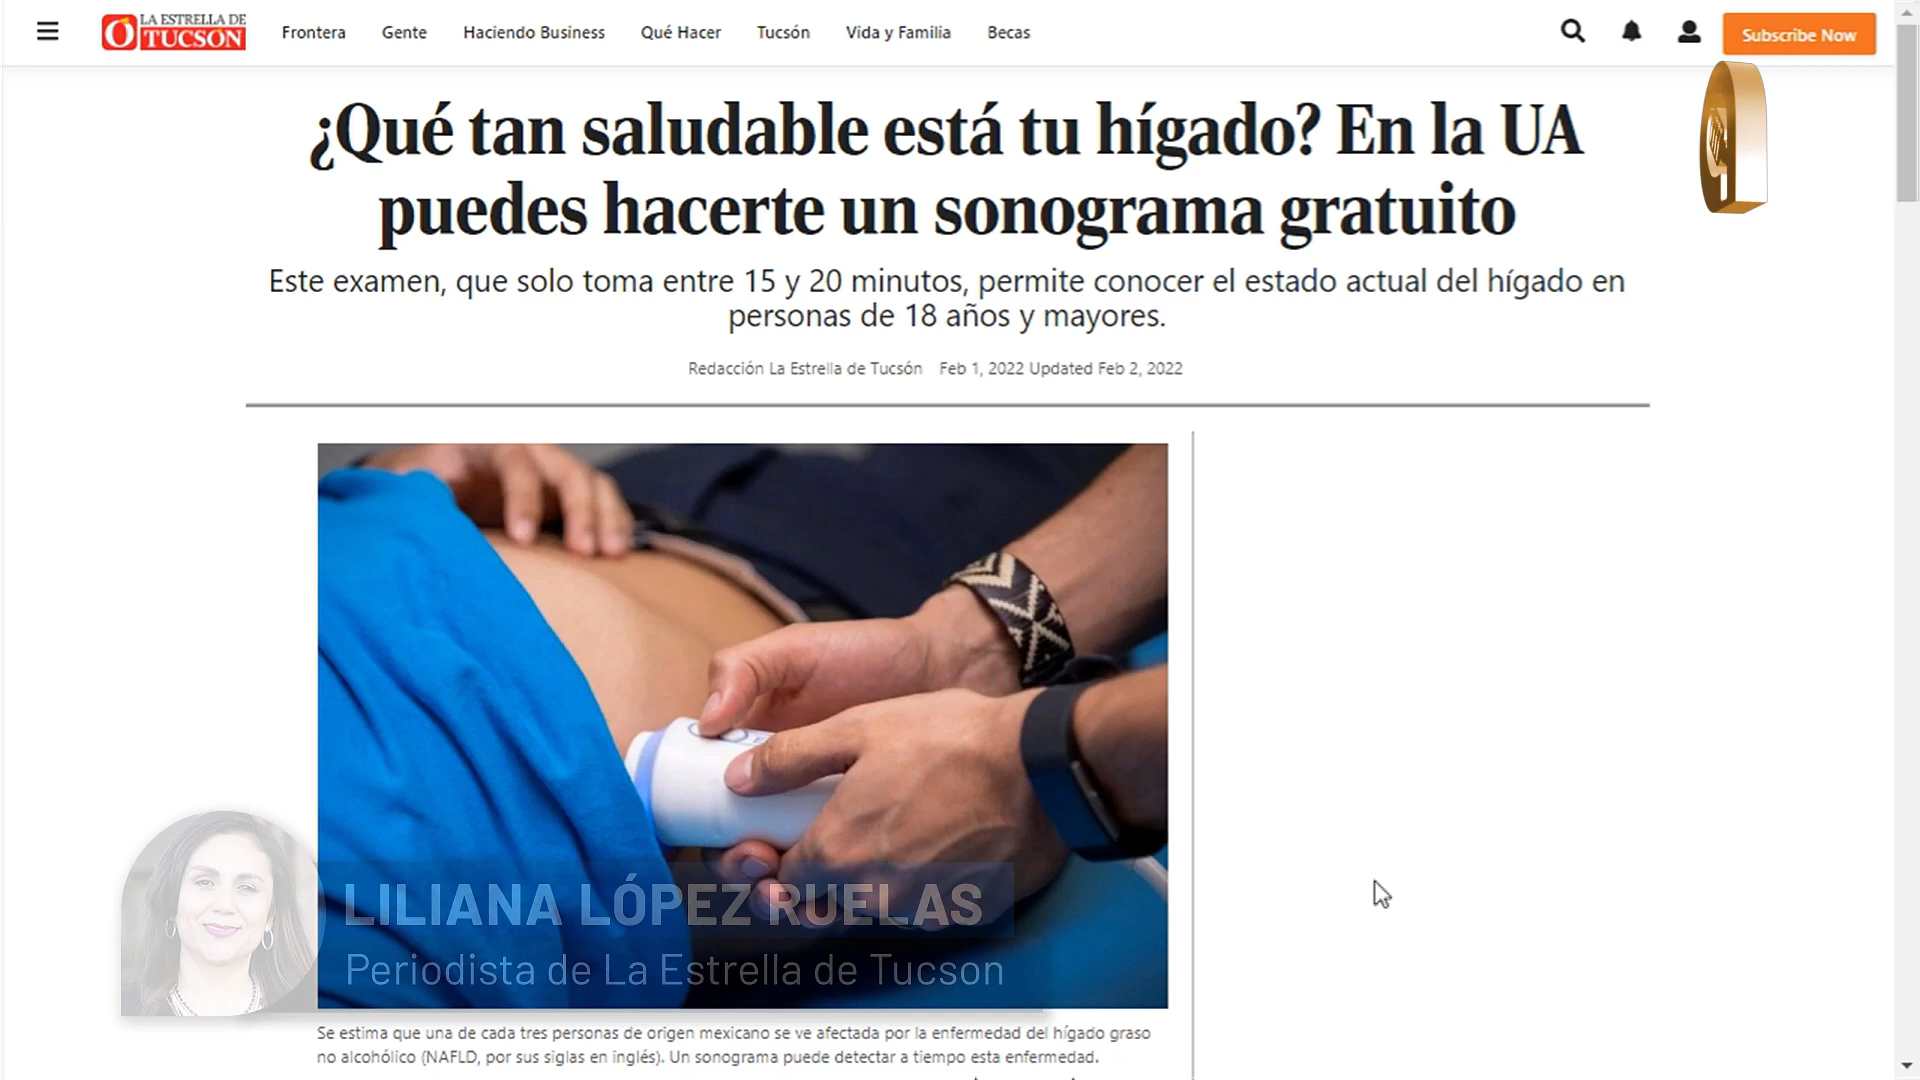 LA ESTRELLA DE
TUCSÓN
Frontera Gente Haciendo Business Qué Hacer Tucsón Vida y Familia Becas
Subscribe Now
¿Qué tan saludable está tu hígado? En la UA
puedes hacerte un sonograma gratuito
Este examen, que solo toma entre 15 y 20 minutos, permite conocer el estado actual del hígado en
personas de 18 años y mayores.
Redacción La Estrella de Tucsón Feb 1, 2022 Updated Feb 2, 2022
LILIANA LÓPEZ RUELAS
Periodista de La Estrella de Tucson
Se estima que una de cada tres personas de origen mexicano se ve afectada por la enfermedad del hígado graso
no alcohólico (NAFLD, por sus siglas en inglés). Un sonograma puede detectar a tiempo esta enfermedad.